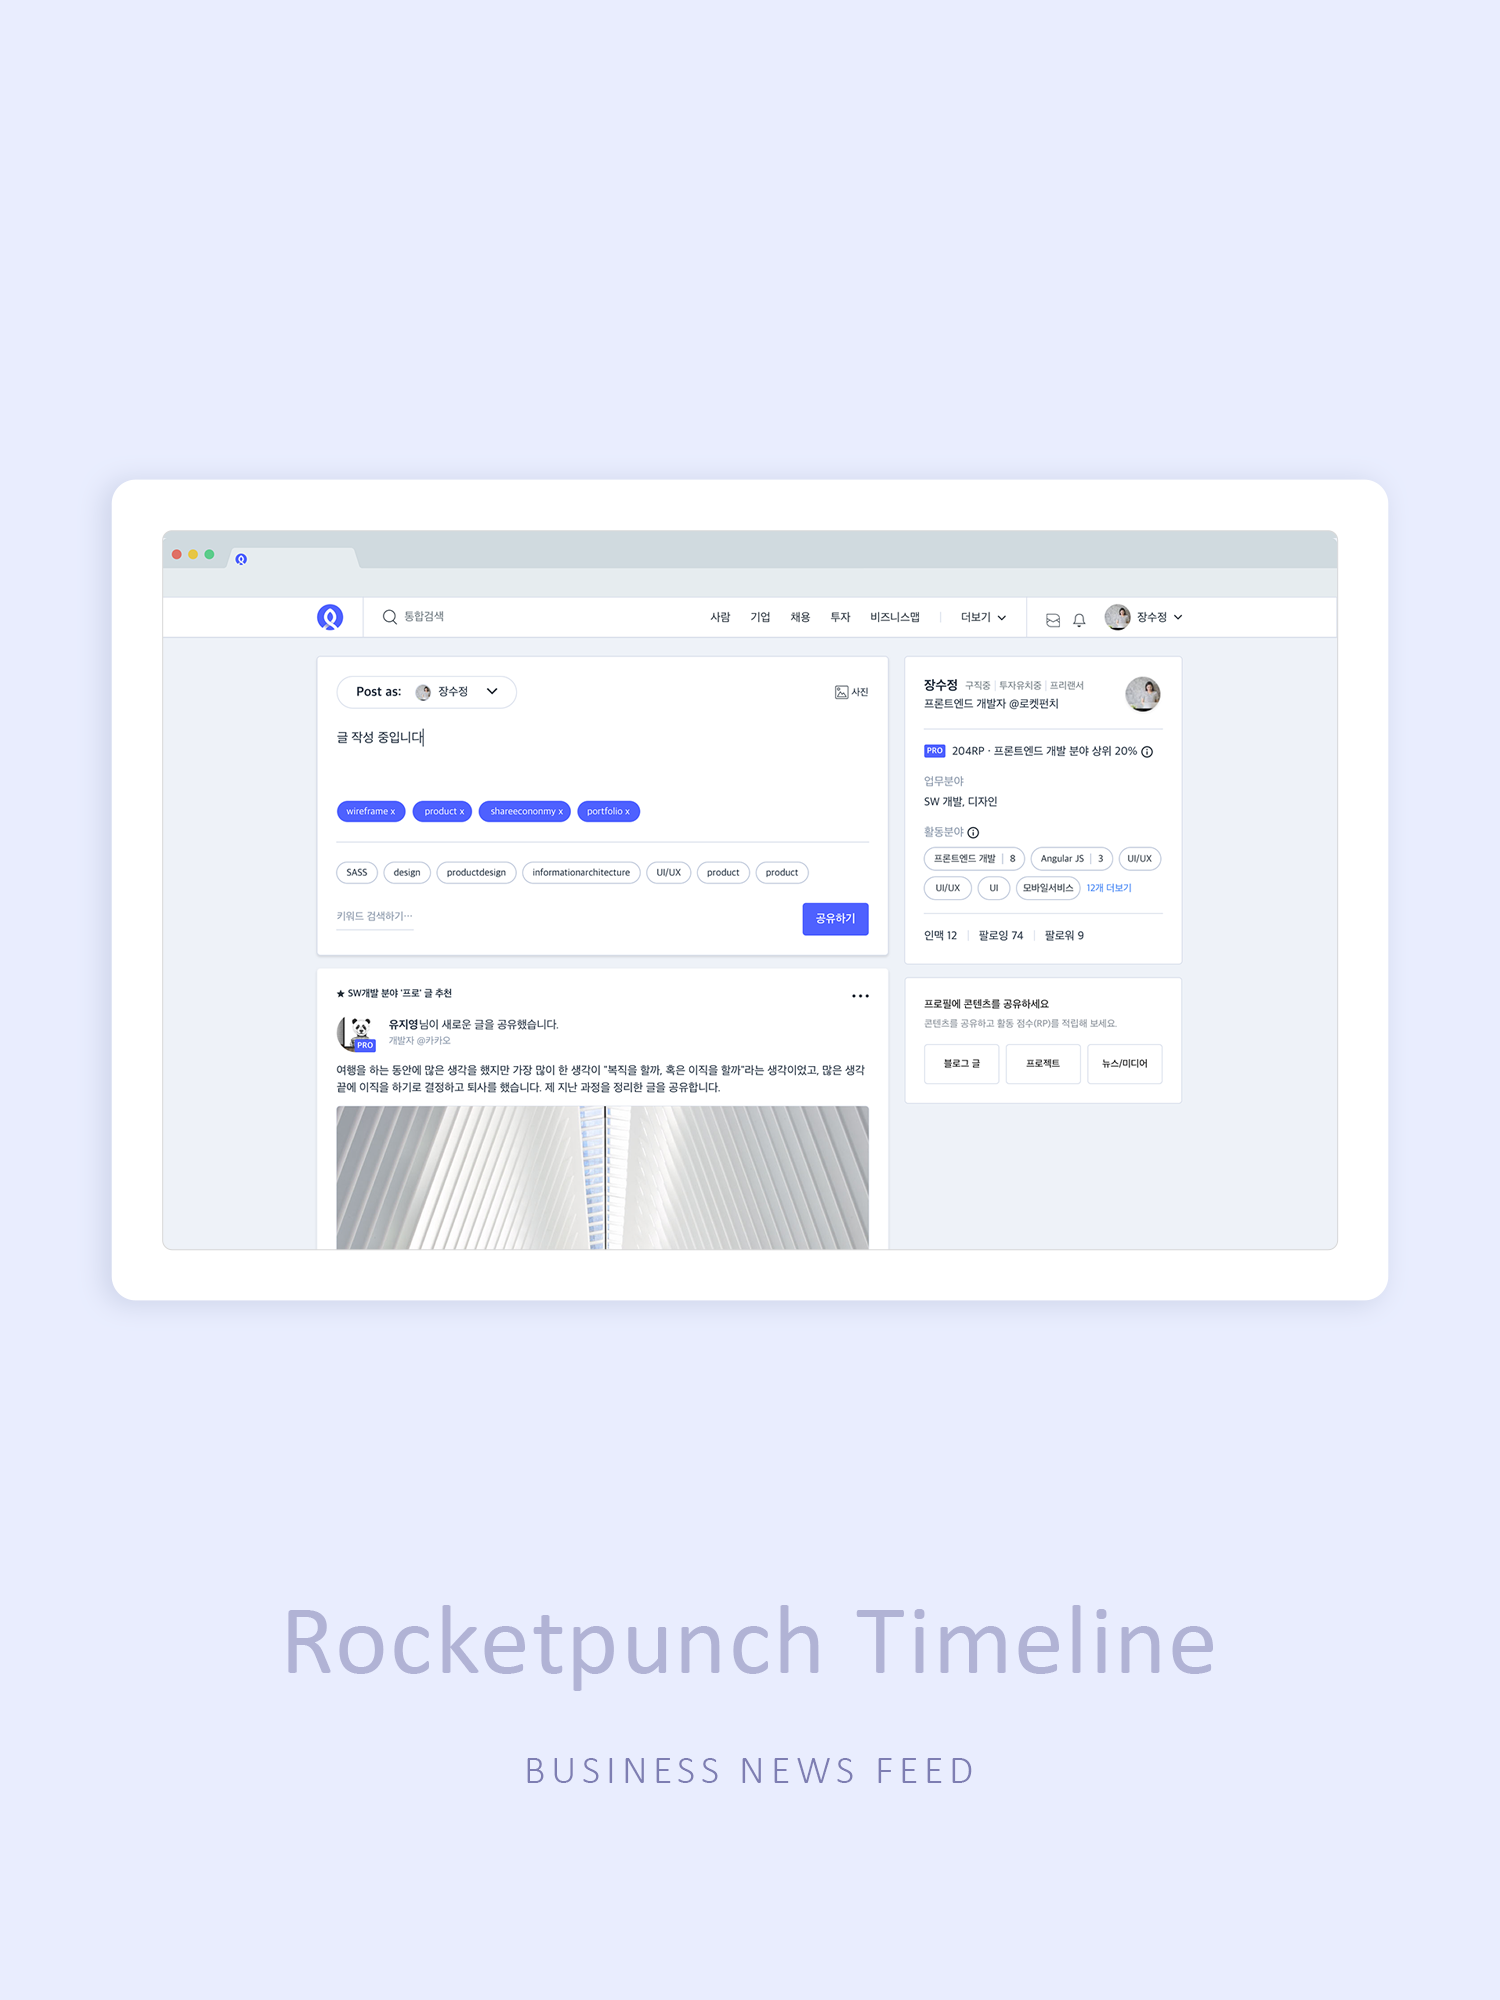 통합검색
사람 기업 채용 투자 비즈니스맵 | 더보기
장수정
Post as: 장수정
사진
글 작성 중입니다
wireframe x product x shareecononmy x portfolio x
SASS design productdesign informationarchitecture UI/UX product product
키워드 검색하기...
공유하기
★ SW개발 분야 '프로' 글 추천
유지영님이 새로운 글을 공유했습니다.
PRO
개발자 @카카오
여행을 하는 동안에 많은 생각을 했지만 가장 많이 한 생각이 "복직을 할까, 혹은 이직을 할까"라는 생각이었고, 많은 생각
끝에 이직을 하기로 결정하고 퇴사를 했습니다. 제 지난 과정을 정리한 글을 공유합니다.
장수정 구직중 | 투자유치중 | 프리랜서
프론트엔드 개발자 @로켓펀치
PRO 204RP · 프론트엔드 개발 분야 상위 20%
업무분야
SW 개발, 디자인
활동분야
프론트엔드 개발 | 8 Angular JS | 3 UI/UX
UI/UX UI 모바일서비스 12개 더보기
인맥 12 | 팔로잉 74 | 팔로워 9
프로필에 콘텐츠를 공유하세요
콘텐츠를 공유하고 활동 점수(RP)를 적립해 보세요.
블로그 글 프로젝트 뉴스/미디어
Rocketpunch Timeline
BUSINESS NEWS FEED